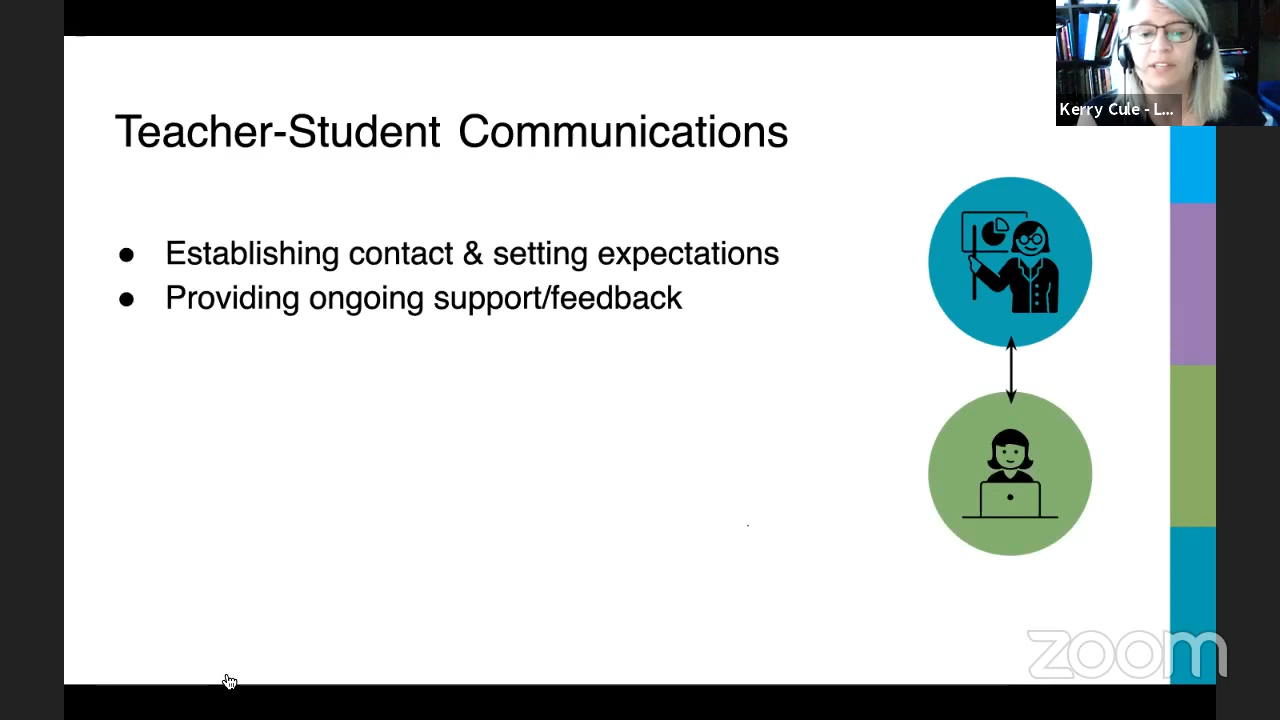 Kerry Cule - L...
Teacher-Student Communications
● Establishing contact & setting expectations
● Providing ongoing support/feedback
zoom